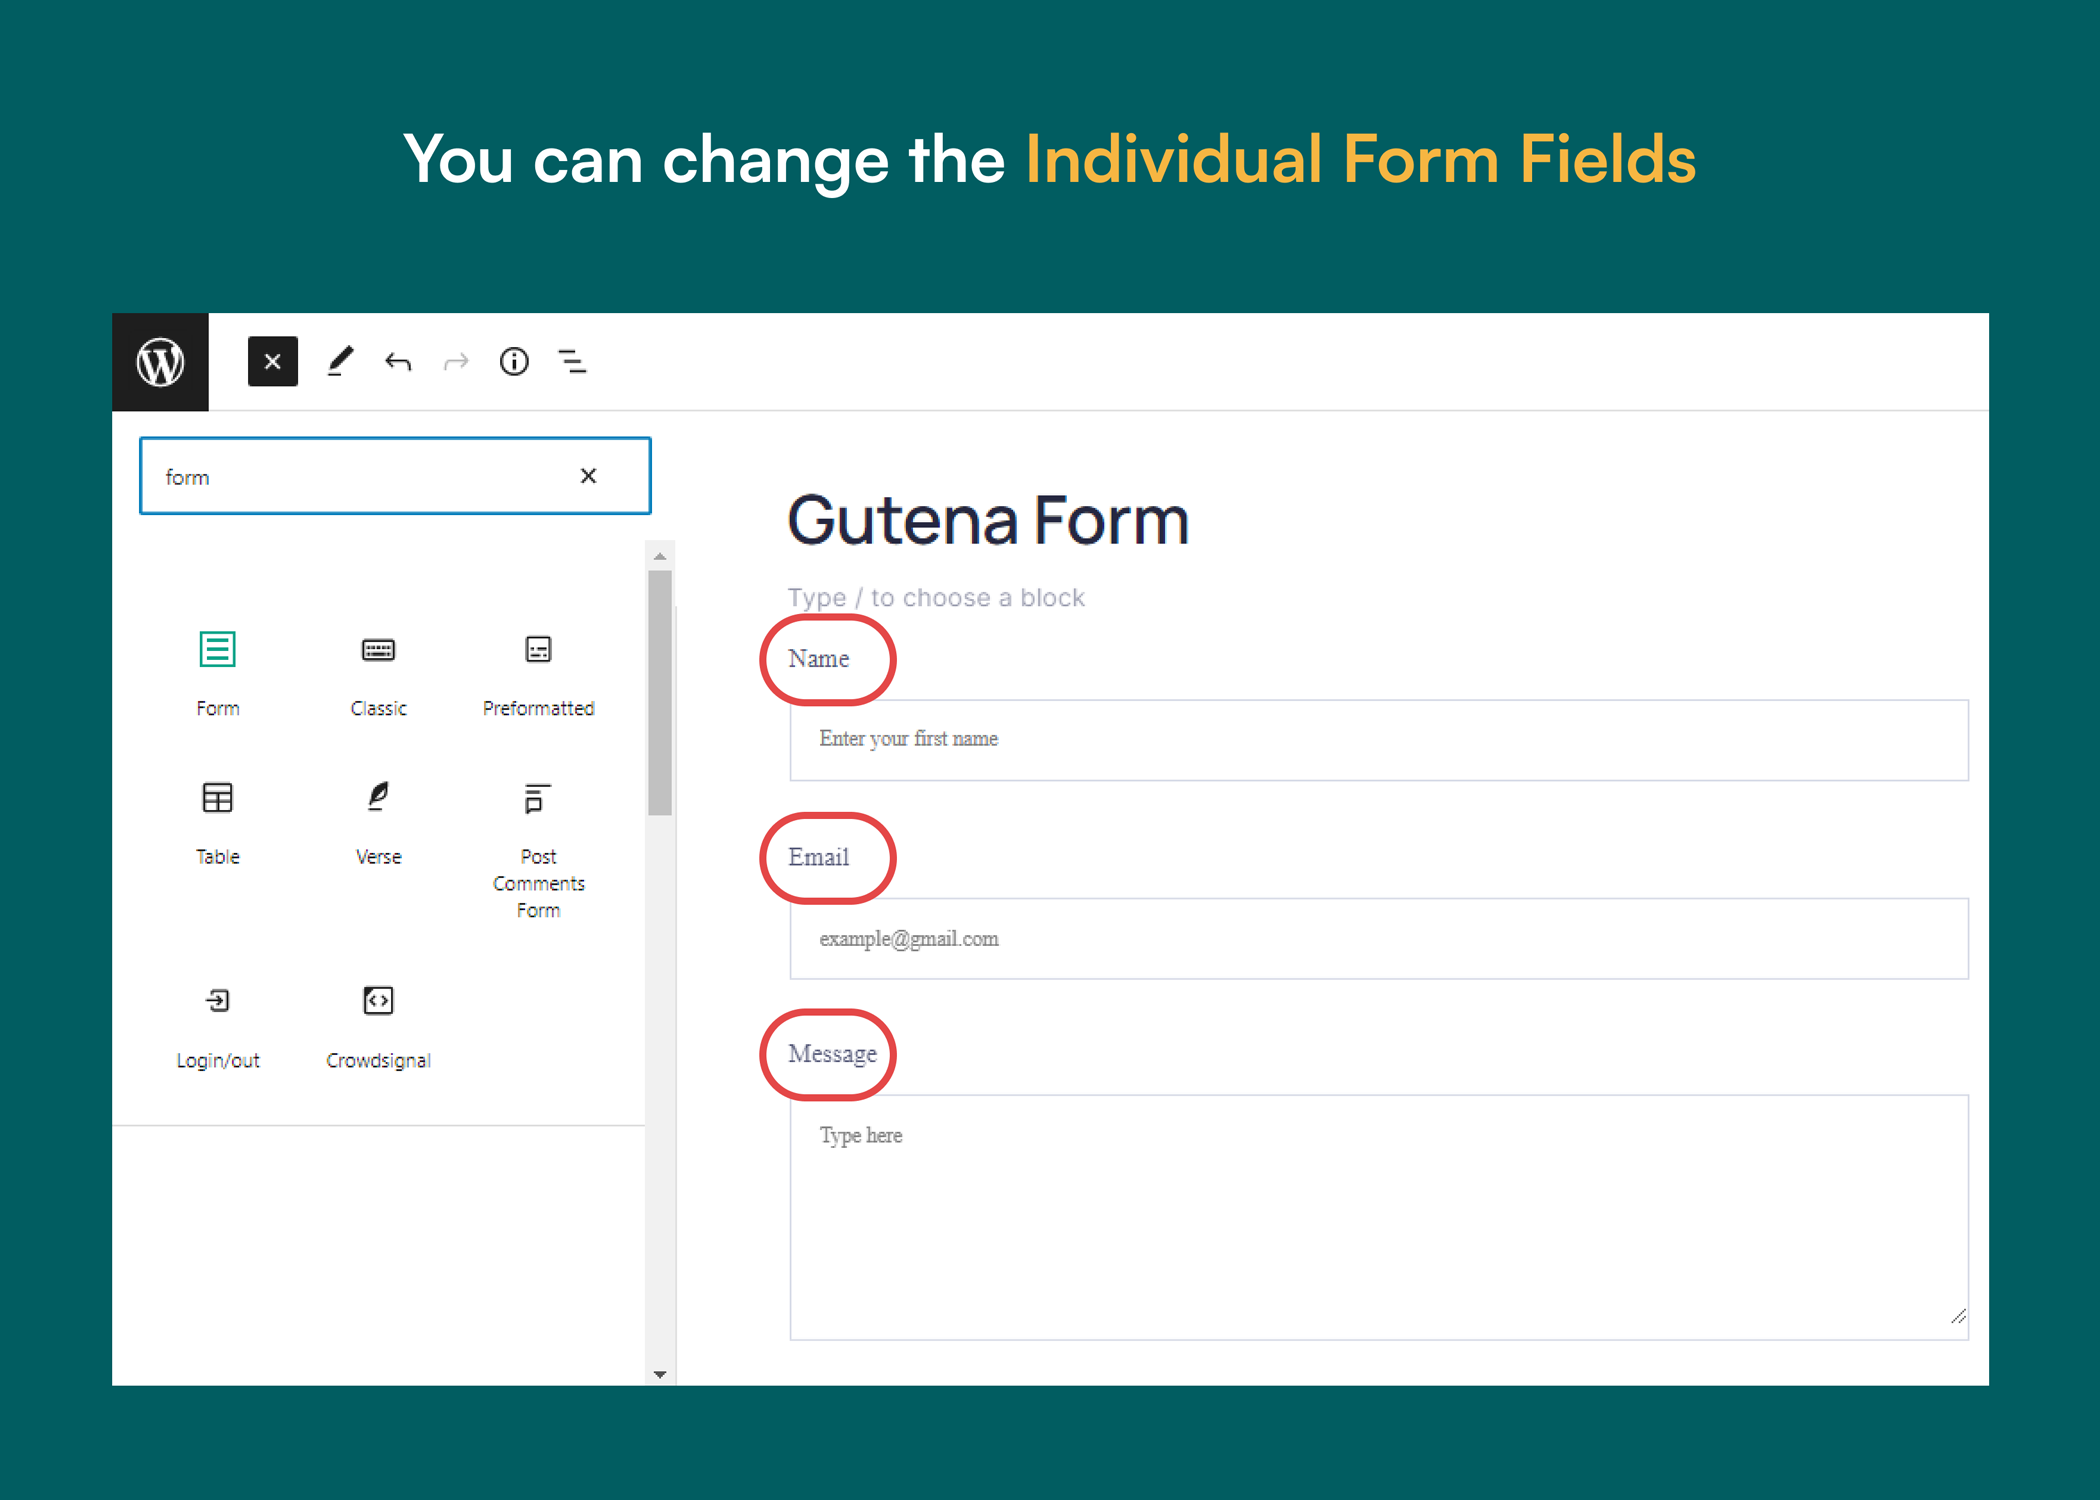 You can change the Individual Form Fields
form
Form
Classic
Preformatted
Table
Verse
Post
Comments
Form
Login/out
Crowdsignal
Gutena Form
Type / to choose a block
Name
Enter your first name
Email
example@gmail.com
Message
Type here